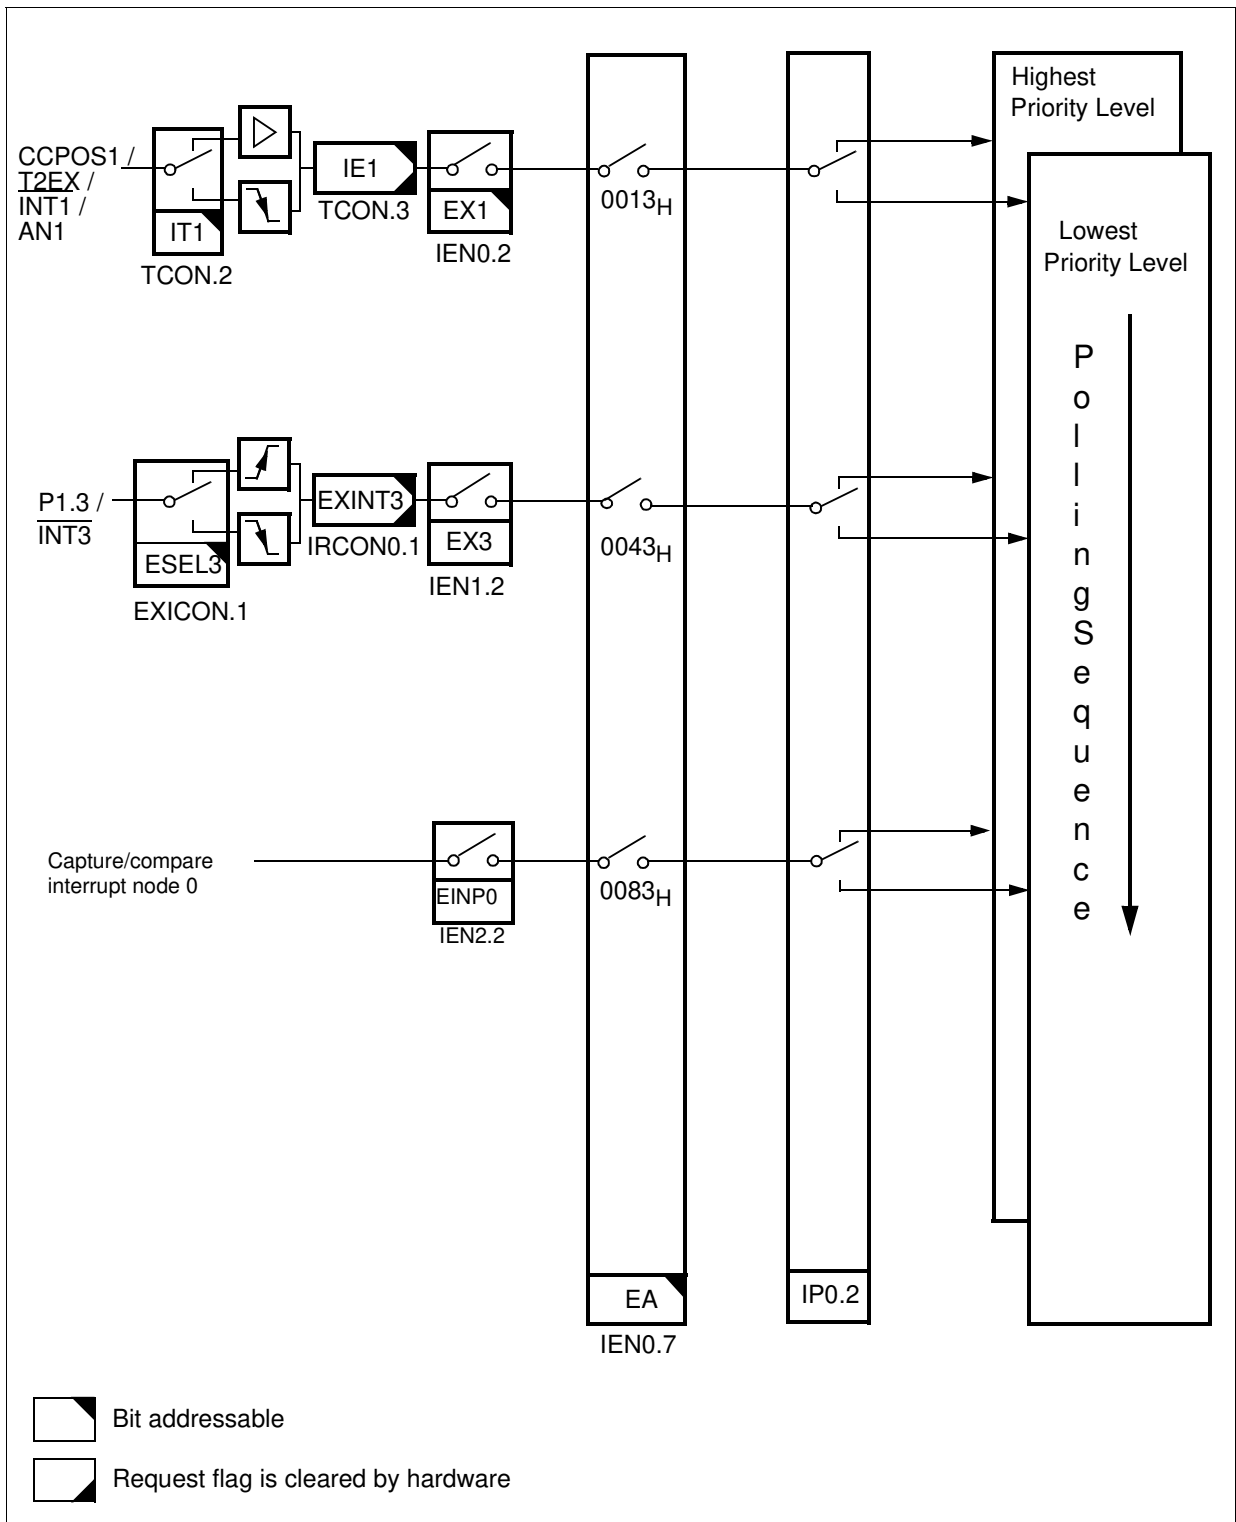 Highest
Priority Level
CCPOS1 /
T2EX /
INT1 /
AN1
IT1
TCON.2
IE1
TCON.3
EX1
IEN0.2
0013H
Lowest
Priority Level
P1.3 /
INT3
ESEL3
EXICON.1
EXINT3
IRCON0.1
EX3
IEN1.2
0043H
Capture/compare
interrupt node 0
EINP0
IEN2.2
0083H
Polling Sequence
EA
IEN0.7
IP0.2
Bit addressable
Request flag is cleared by hardware